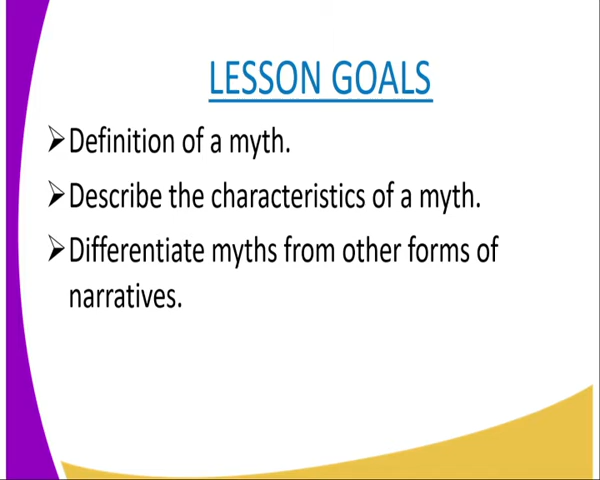 LESSON GOALS
➢Definition of a myth.
➢Describe the characteristics of a myth.
➢Differentiate myths from other forms of
narratives.